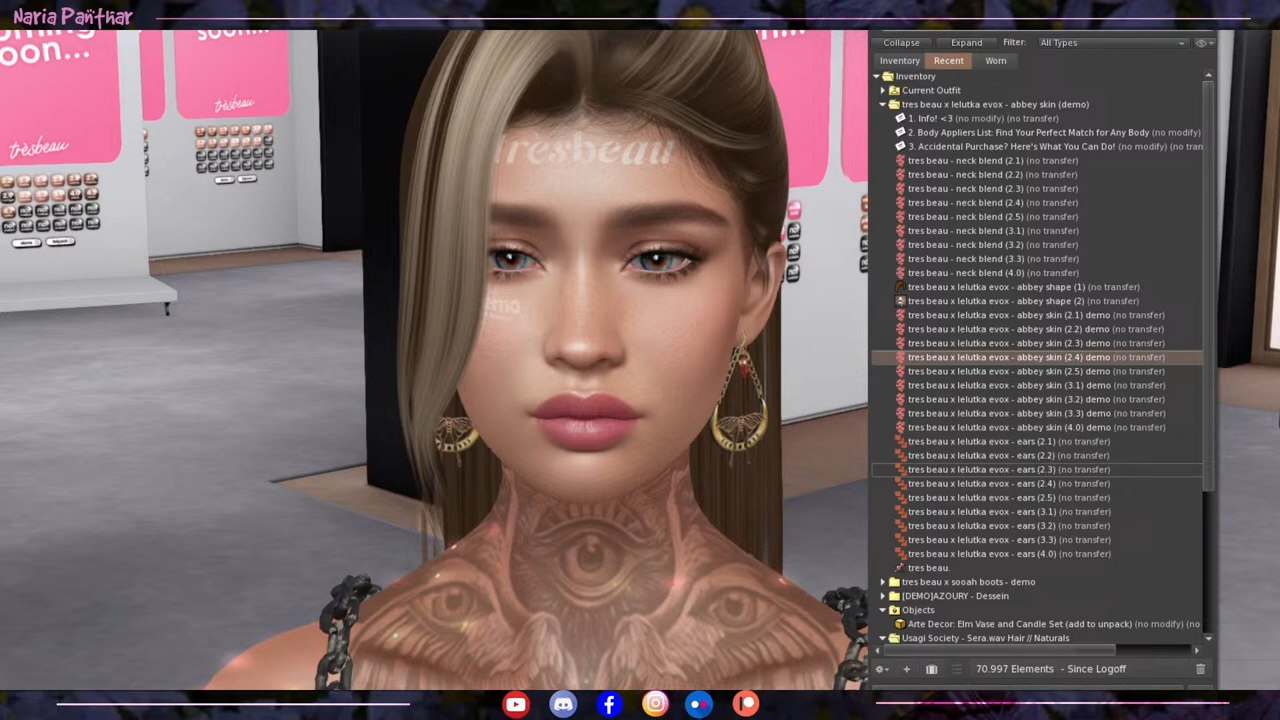 Naria Panthar
oming
oon...
soon...
très beau
très beau
très beau
demo
Collapse
Expand
Filter:
All Types
Inventory
Recent
Worn
Inventory
Current Outfit
tres beau x lelutka evox - abbey skin (demo)
1. Info! <3 (no modify) (no transfer)
2. Body Appliers List: Find Your Perfect Match for Any Body (no modify)
3. Accidental Purchase? Here's What You Can Do! (no modify) (no tran
tres beau - neck blend (2.1) (no transfer)
tres beau - neck blend (2.2) (no transfer)
tres beau - neck blend (2.3) (no transfer)
tres beau - neck blend (2.4) (no transfer)
tres beau - neck blend (2.5) (no transfer)
tres beau - neck blend (3.1) (no transfer)
tres beau - neck blend (3.2) (no transfer)
tres beau - neck blend (3.3) (no transfer)
tres beau - neck blend (4.0) (no transfer)
tres beau x lelutka evox - abbey shape (1) (no transfer)
tres beau x lelutka evox - abbey shape (2) (no transfer)
tres beau x lelutka evox - abbey skin (2.1) demo (no transfer)
tres beau x lelutka evox - abbey skin (2.2) demo (no transfer)
tres beau x lelutka evox - abbey skin (2.3) demo (no transfer)
tres beau x lelutka evox - abbey skin (2.4) demo (no transfer)
tres beau x lelutka evox - abbey skin (2.5) demo (no transfer)
tres beau x lelutka evox - abbey skin (3.1) demo (no transfer)
tres beau x lelutka evox - abbey skin (3.2) demo (no transfer)
tres beau x lelutka evox - abbey skin (3.3) demo (no transfer)
tres beau x lelutka evox - abbey skin (4.0) demo (no transfer)
tres beau x lelutka evox - ears (2.1) (no transfer)
tres beau x lelutka evox - ears (2.2) (no transfer)
tres beau x lelutka evox - ears (2.3) (no transfer)
tres beau x lelutka evox - ears (2.4) (no transfer)
tres beau x lelutka evox - ears (2.5) (no transfer)
tres beau x lelutka evox - ears (3.1) (no transfer)
tres beau x lelutka evox - ears (3.2) (no transfer)
tres beau x lelutka evox - ears (3.3) (no transfer)
tres beau x lelutka evox - ears (4.0) (no transfer)
tres beau.
tres beau x sooah boots - demo
[DEMO]AZOURY - Dessein
Objects
Arte Decor: Elm Vase and Candle Set (add to unpack) (no modify) (no
Usagi Society - Sera.wav Hair // Naturals
70.997 Elements - Since Logoff